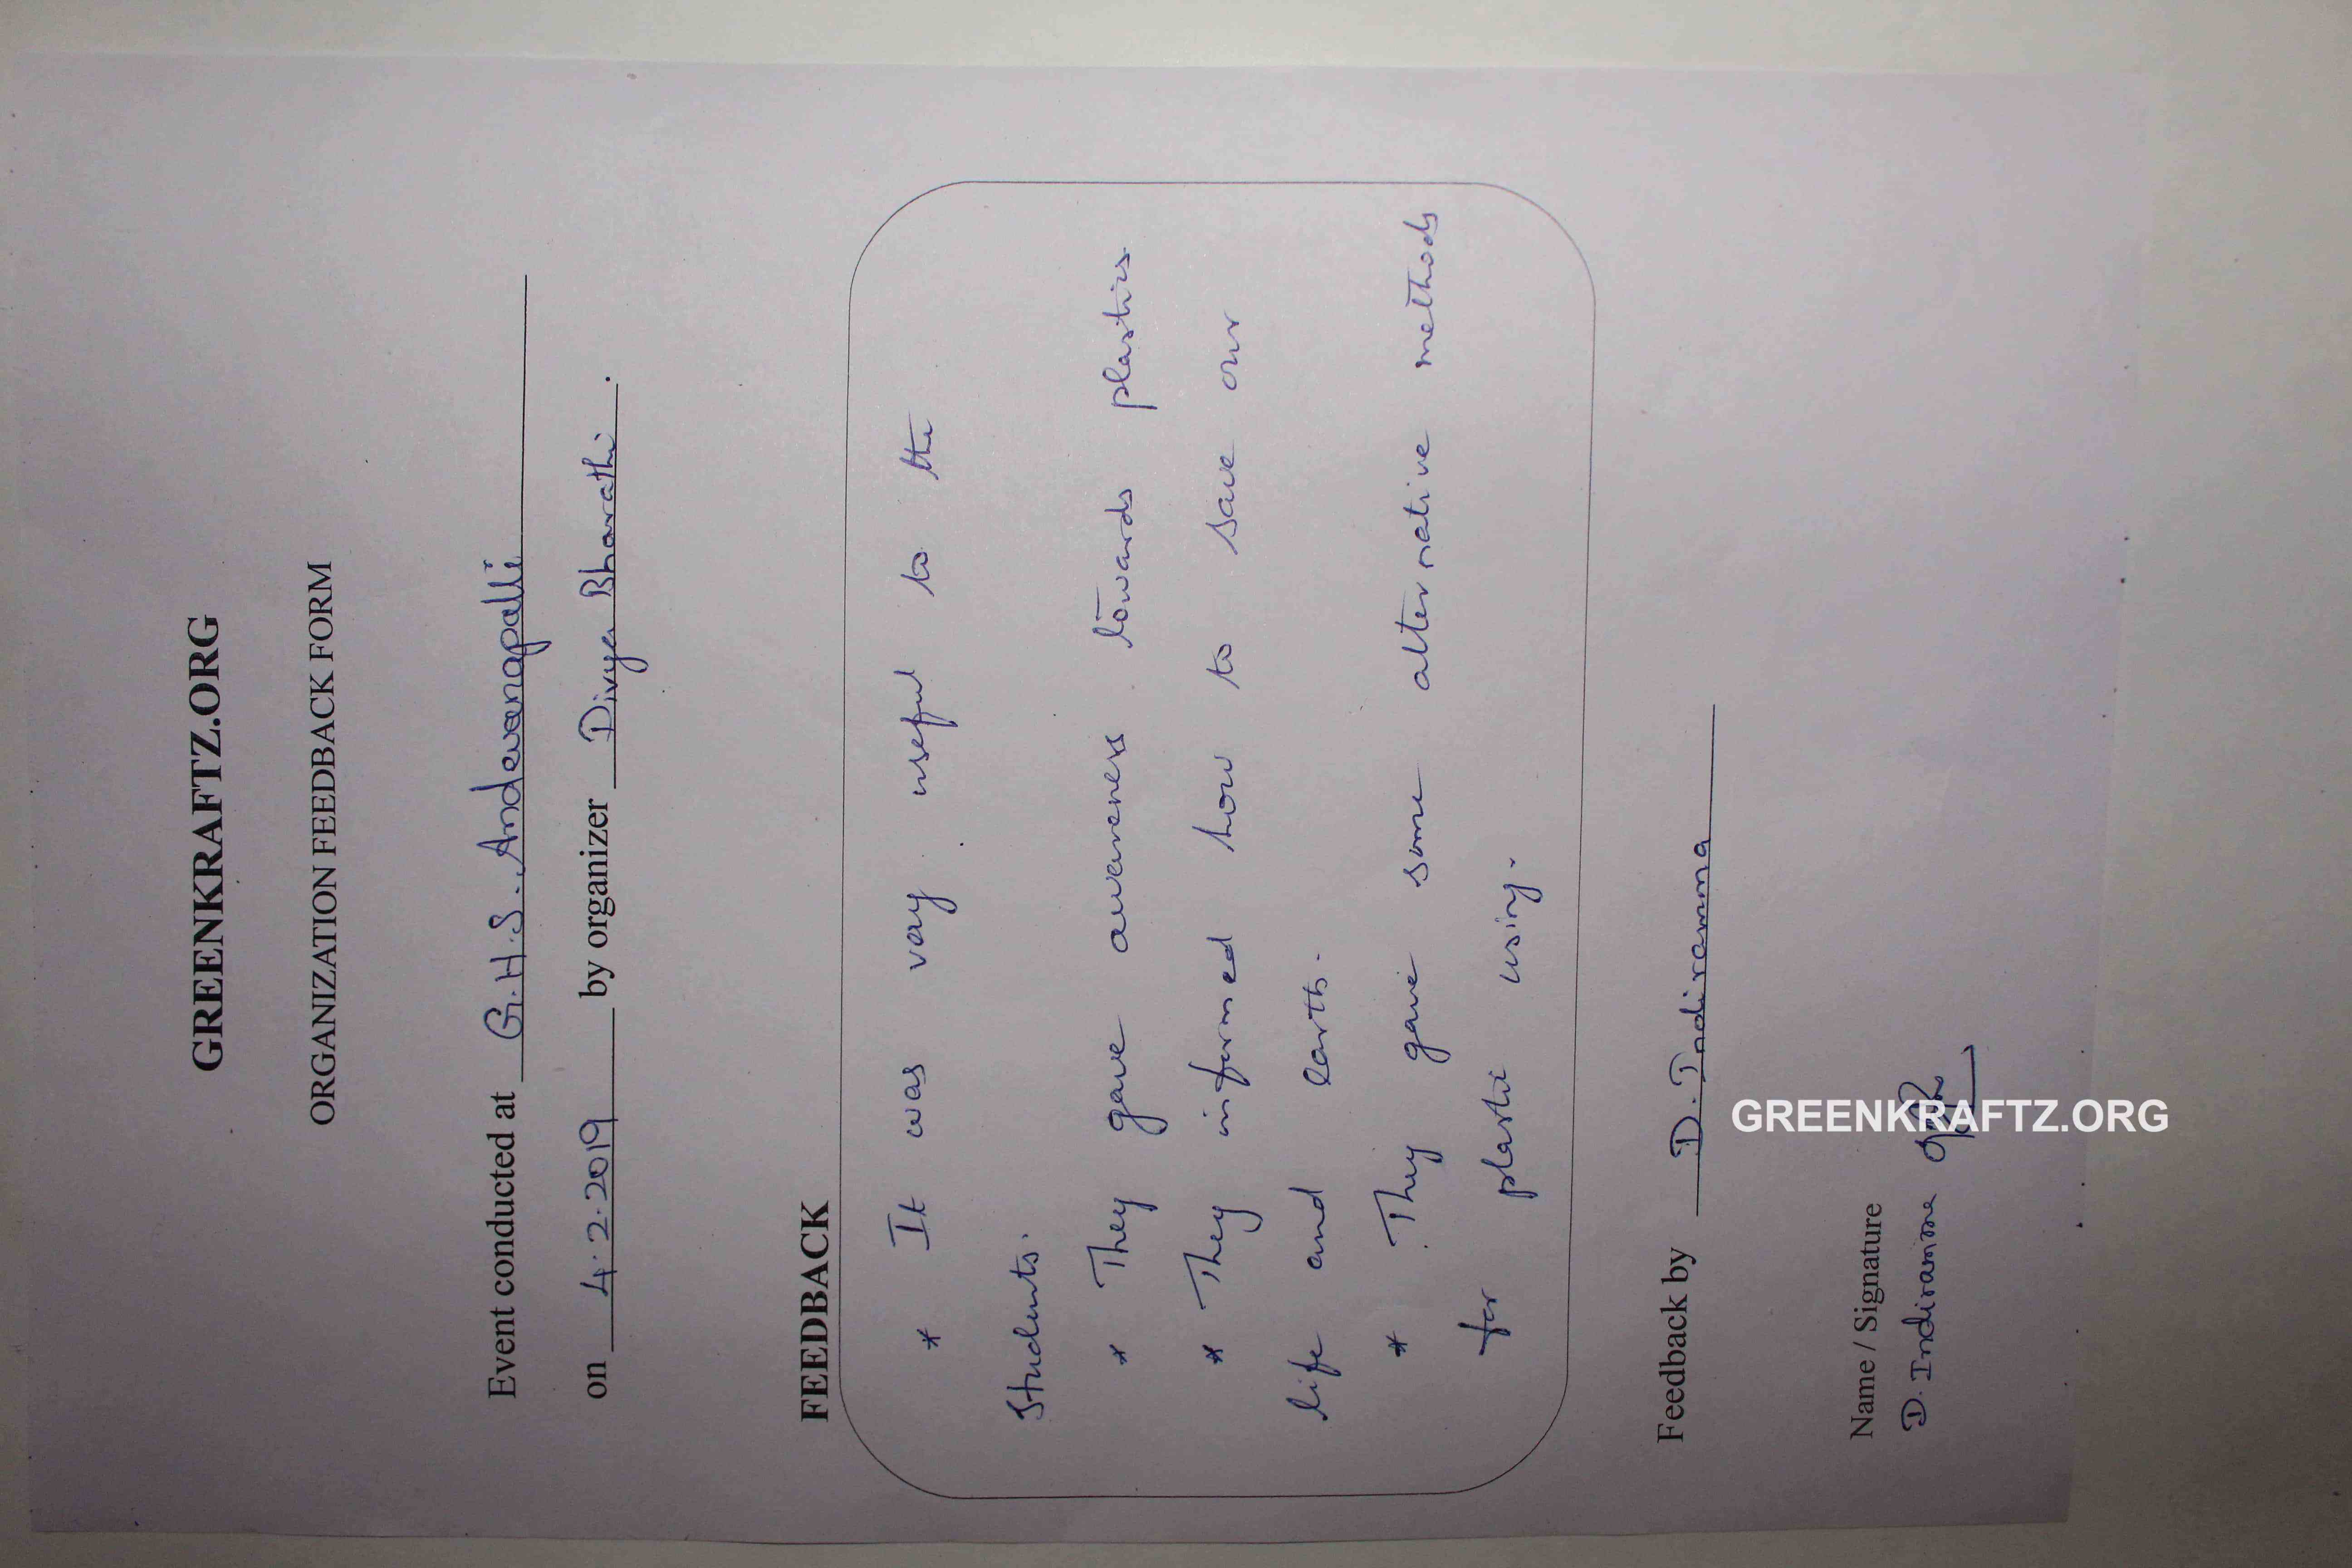 GREENKRAFTZ.ORG
ORGANIZATION FEEDBACK FORM
Event conducted at G.H.S. Andewanapalli
on 4.2.2019 by organizer Divya Bharathi.
FEEDBACK
* It was very useful to the
Students.
* They gave awareness towards plastics
* They informed how to save our
life and earth.
* They gave some alternative methods
for plastic using.
Feedback by D. Indiramma
Name / Signature
D. Indiramma
GREENKRAFTZ.ORG